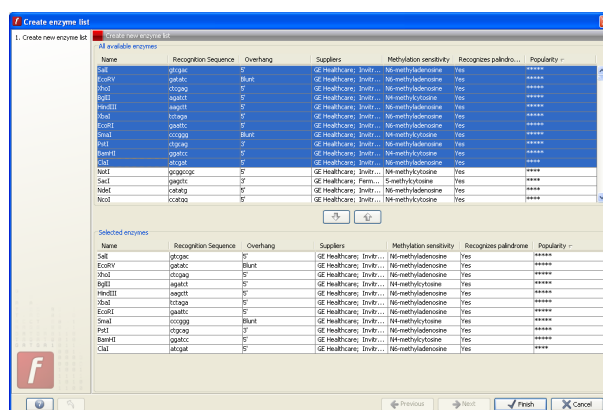 Create enzyme list
1. Create new enzyme list
Create new enzyme list
All available enzymes
Name Recognition Sequence Overhang Suppliers Methylation sensitivity Recognizes palindro... Popularity
SalI gtcgac 5' GE Healthcare; Invitr... N6-methyladenosine Yes *****
EcoRV gatatc Blunt GE Healthcare; Invitr... N6-methyladenosine Yes *****
XhoI ctcgag 5' GE Healthcare; Invitr... N6-methyladenosine Yes *****
BglII agatct 5' GE Healthcare; Invitr... N4-methylcytosine Yes *****
HindIII aagctt 5' GE Healthcare; Invitr... N6-methyladenosine Yes *****
XbaI tctaga 5' GE Healthcare; Invitr... N6-methyladenosine Yes *****
EcoRI gaattc 5' GE Healthcare; Invitr... N6-methyladenosine Yes *****
SmaI cccggg Blunt GE Healthcare; Invitr... N4-methylcytosine Yes *****
PstI ctgcag 3' GE Healthcare; Invitr... N6-methyladenosine Yes *****
BamHI ggatcc 5' GE Healthcare; Invitr... N4-methylcytosine Yes *****
ClaI atcgat 5' GE Healthcare; Invitr... N6-methyladenosine Yes ****
NotI gcggccgc 5' GE Healthcare; Invitr... N4-methylcytosine Yes ****
SacI gagctc 3' GE Healthcare; Ferm... 5-methylcytosine Yes ****
NdeI catatg 5' GE Healthcare; Invitr... N6-methyladenosine Yes ****
NcoI ccatgg 5' GE Healthcare; Invitr... N4-methylcytosine Yes ****
Selected enzymes
Name Recognition Sequence Overhang Suppliers Methylation sensitivity Recognizes palindrome Popularity
SalI gtcgac 5' GE Healthcare; Invitr... N6-methyladenosine Yes *****
EcoRV gatatc Blunt GE Healthcare; Invitr... N6-methyladenosine Yes *****
XhoI ctcgag 5' GE Healthcare; Invitr... N6-methyladenosine Yes *****
BglII agatct 5' GE Healthcare; Invitr... N4-methylcytosine Yes *****
HindIII aagctt 5' GE Healthcare; Invitr... N6-methyladenosine Yes *****
XbaI tctaga 5' GE Healthcare; Invitr... N6-methyladenosine Yes *****
EcoRI gaattc 5' GE Healthcare; Invitr... N6-methyladenosine Yes *****
SmaI cccggg Blunt GE Healthcare; Invitr... N4-methylcytosine Yes *****
PstI ctgcag 3' GE Healthcare; Invitr... N6-methyladenosine Yes *****
BamHI ggatcc 5' GE Healthcare; Invitr... N4-methylcytosine Yes *****
ClaI atcgat 5' GE Healthcare; Invitr... N6-methyladenosine Yes ****
? Previous Next Finish Cancel